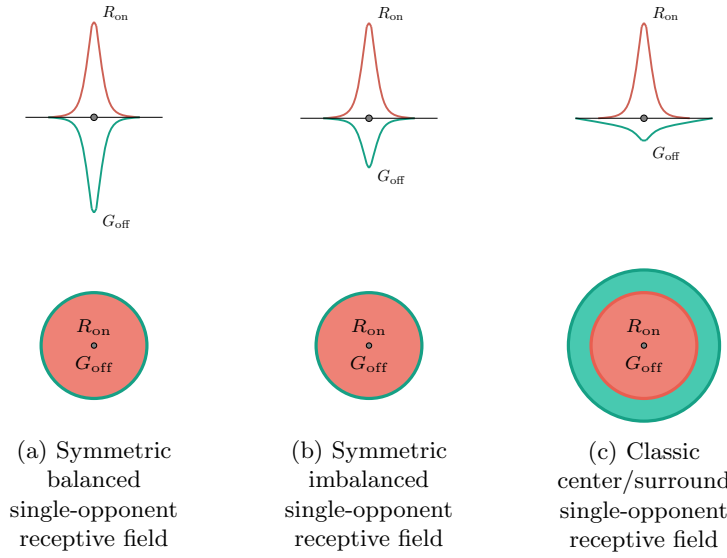 R_on R_on R_on
G_off
G_off
G_off
R_on R_on R_on
G_off G_off G_off
(a) Symmetric
balanced
single-opponent
receptive field
(b) Symmetric
imbalanced
single-opponent
receptive field
(c) Classic
center/surround
single-opponent
receptive field